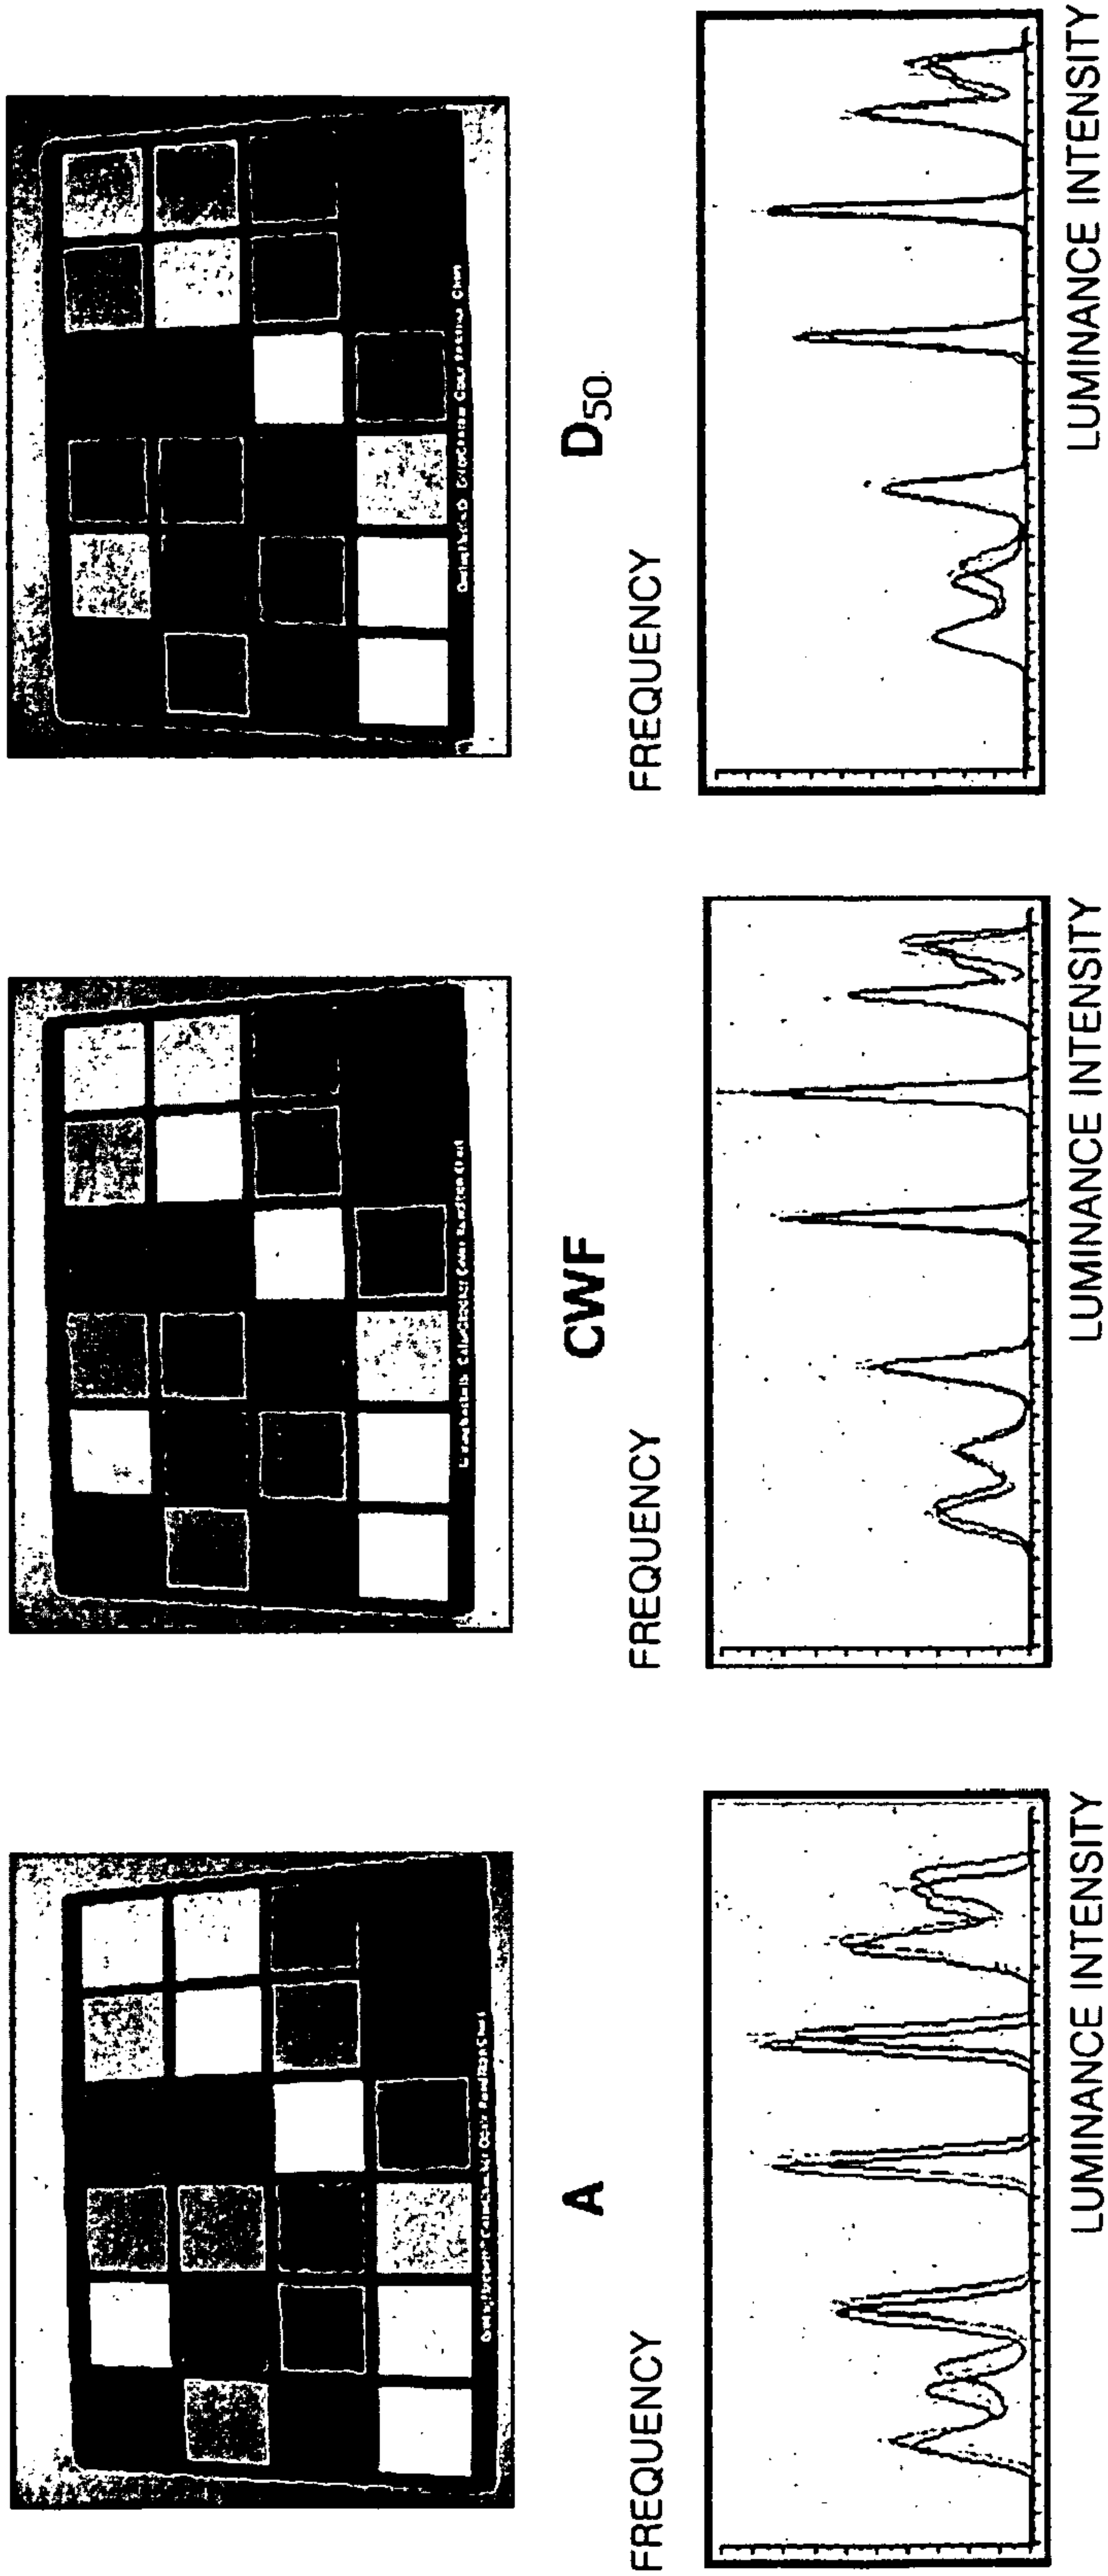 A
CWF
D50
FREQUENCY
LUMINANCE INTENSITY
FREQUENCY
LUMINANCE INTENSITY
FREQUENCY
LUMINANCE INTENSITY